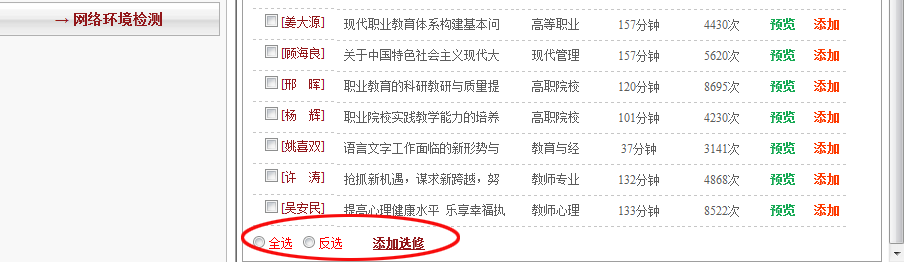 → 网络环境检测
[姜大源] 现代职业教育体系构建基本问 高等职业 157分钟 4430次 预览 添加
[顾海良] 关于中国特色社会主义现代大 现代管理 157分钟 5620次 预览 添加
[邢 晖] 职业教育的科研教研与质量提 高职院校 120分钟 8695次 预览 添加
[杨 辉] 职业院校实践教学能力的培养 高职院校 101分钟 4230次 预览 添加
[姚喜双] 语言文字工作面临的新形势与 教育与经 37分钟 3141次 预览 添加
[许 涛] 抢抓新机遇，谋求新跨越，努 教师专业 132分钟 4868次 预览 添加
[吴安民] 提高心理健康水平 乐享幸福执 教师心理 133分钟 8522次 预览 添加
全选 反选 添加选修